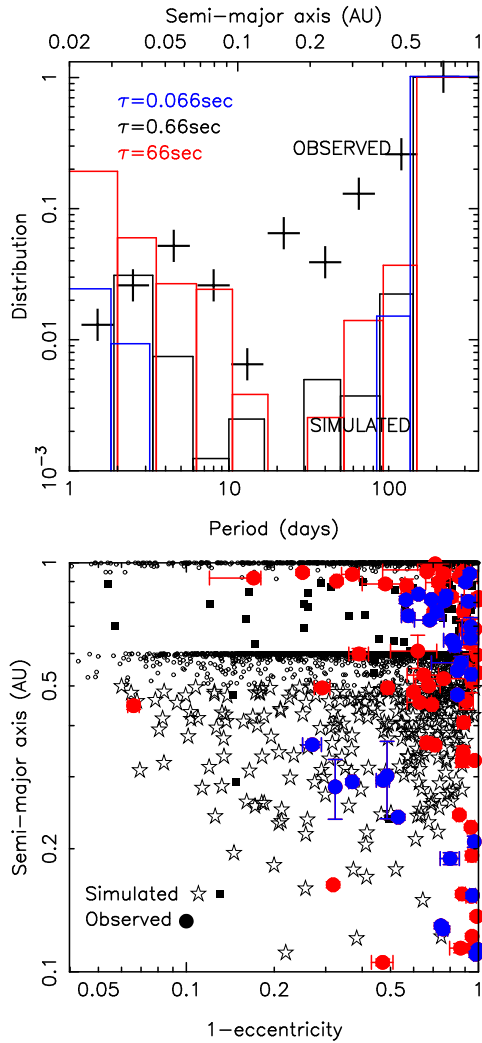 Semi-major axis (AU)
0.02 0.05 0.1 0.2 0.5 1
τ=0.066sec
τ=0.66sec
τ=66sec
OBSERVED
SIMULATED
Distribution
1
0.1
0.01
10⁻³
1 10 100
Period (days)
Semi-major axis (AU)
1
0.5
0.2
0.1
Simulated
Observed
0.05 0.1 0.5 1
1-eccentricity